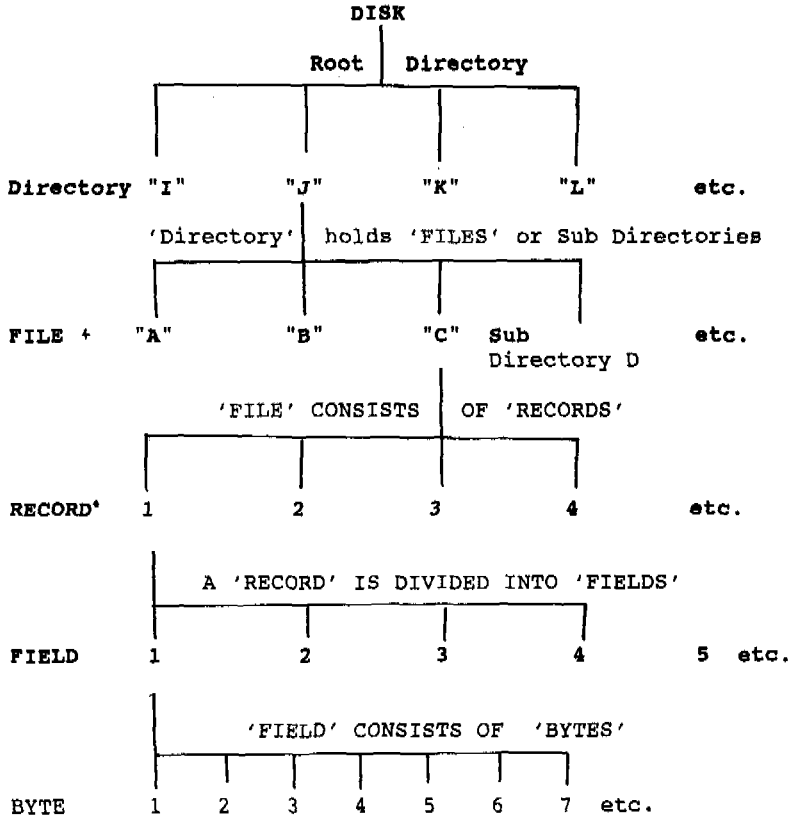 DISK
Root Directory
Directory "I" "J" "K" "L" etc.
'Directory' holds 'FILES' or Sub Directories
FILE "A" "B" "C" Sub etc.
Directory D
'FILE' CONSISTS OF 'RECORDS'
RECORD 1 2 3 4 etc.
A 'RECORD' IS DIVIDED INTO 'FIELDS'
FIELD 1 2 3 4 5 etc.
'FIELD' CONSISTS OF 'BYTES'
BYTE 1 2 3 4 5 6 7 etc.